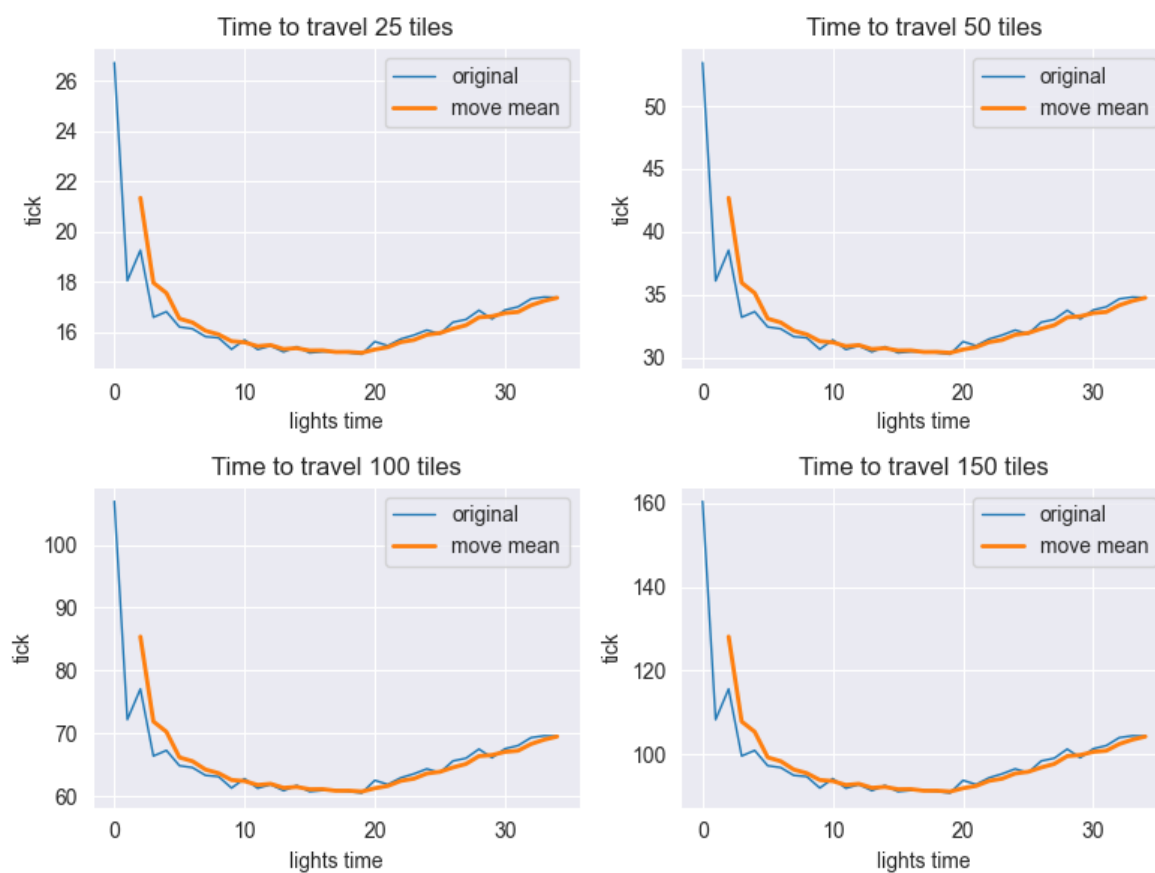 Time to travel 25 tiles
original
move mean
26
24
22
20
18
16
tick
0
10
20
30
lights time
Time to travel 50 tiles
original
move mean
50
45
40
35
30
tick
0
10
20
30
lights time
Time to travel 100 tiles
original
move mean
100
90
80
70
60
tick
0
10
20
30
lights time
Time to travel 150 tiles
original
move mean
160
140
120
100
tick
0
10
20
30
lights time